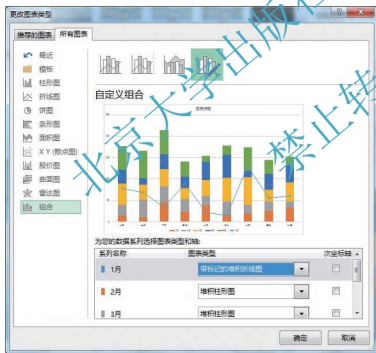 更改图表类型
推荐的图表 所有图表
最近
模板
柱形图
折线图
饼图
条形图
面积图
X Y (散点图)
股价图
曲面图
雷达图
组合
自定义组合
图表标题
为您的数据系列选择图表类型和轴:
系列名称 图表类型 次坐标轴
1月 带标记的堆积折线图
2月 堆积柱形图
3月 堆积柱形图
确定 取消
北京大学出版
禁止转